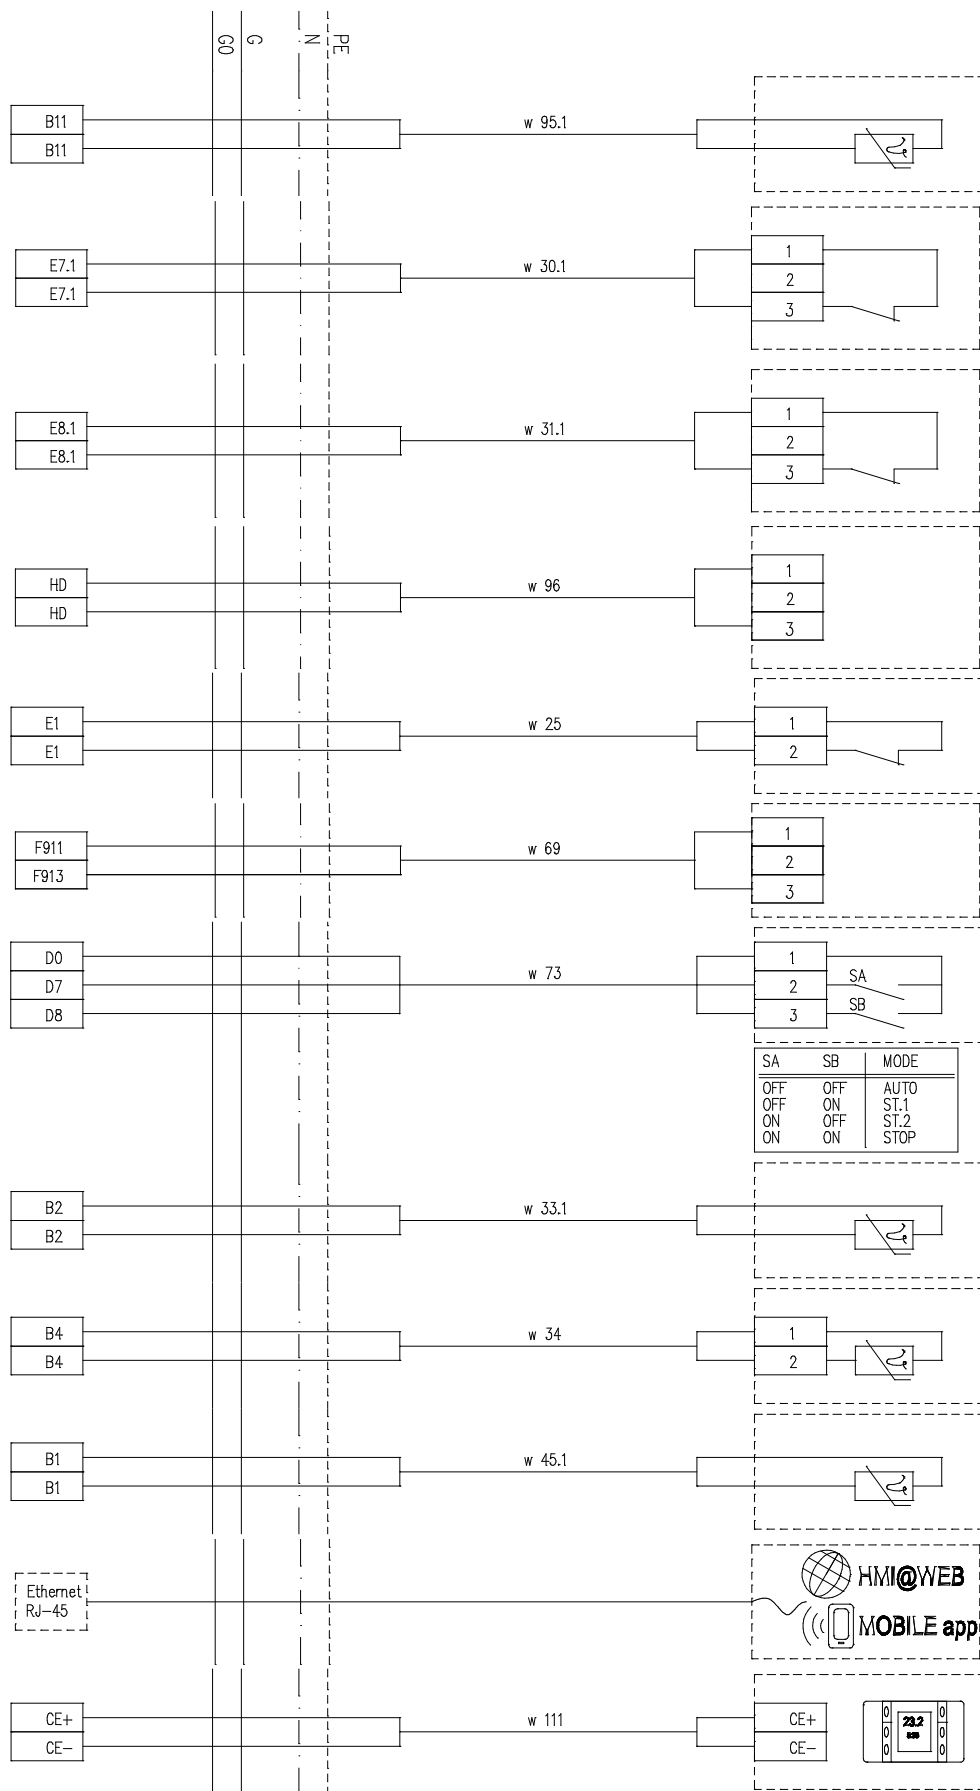 G0 G N PE
B11 w 95.1
B11
E7.1 w 30.1 1
E7.1 2
3
E8.1 w 31.1 1
E8.1 2
3
HD w 96 1
HD 2
3
E1 w 25 1
E1 2
F911 w 69 1
F913 2
3
D0 w 73 1
D7 2 SA
D8 3 SB
SA SB MODE
OFF OFF AUTO
OFF ON ST.1
ON OFF ST.2
ON ON STOP
B2 w 33.1
B2
B4 w 34 1
B4 2
B1 w 45.1
B1
Ethernet
RJ-45
HMI@WEB
MOBILE app
CE+ w 111 CE+ 23.2
CE- CE-